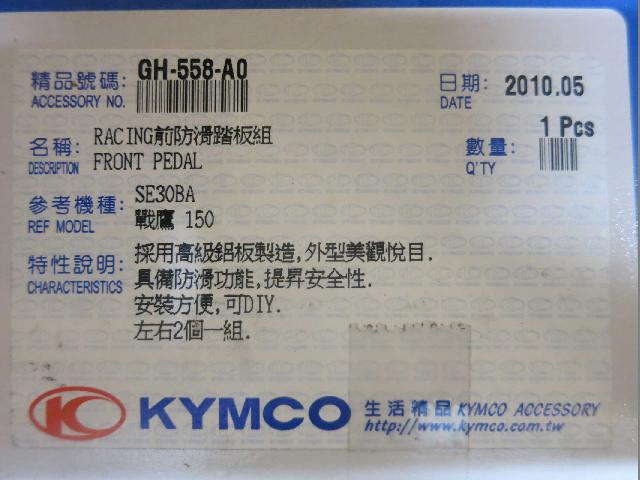 精品號碼: GH-558-A0
ACCESSORY NO.
日期: 2010.05
DATE
名稱: RACING前防滑踏板組
DESCRIPTION FRONT PEDAL
數量: 1 Pcs
Q'TY
參考機種: SE30BA
REF MODEL 戰鷹 150
特性說明: 採用高級鋁板製造,外型美觀悅目.
CHARACTERISTICS 具備防滑功能,提昇安全性.
安裝方便,可DIY.
左右2個一組.
KYMCO 生活精品 KYMCO ACCESSORY
http://www.kymco.com.tw